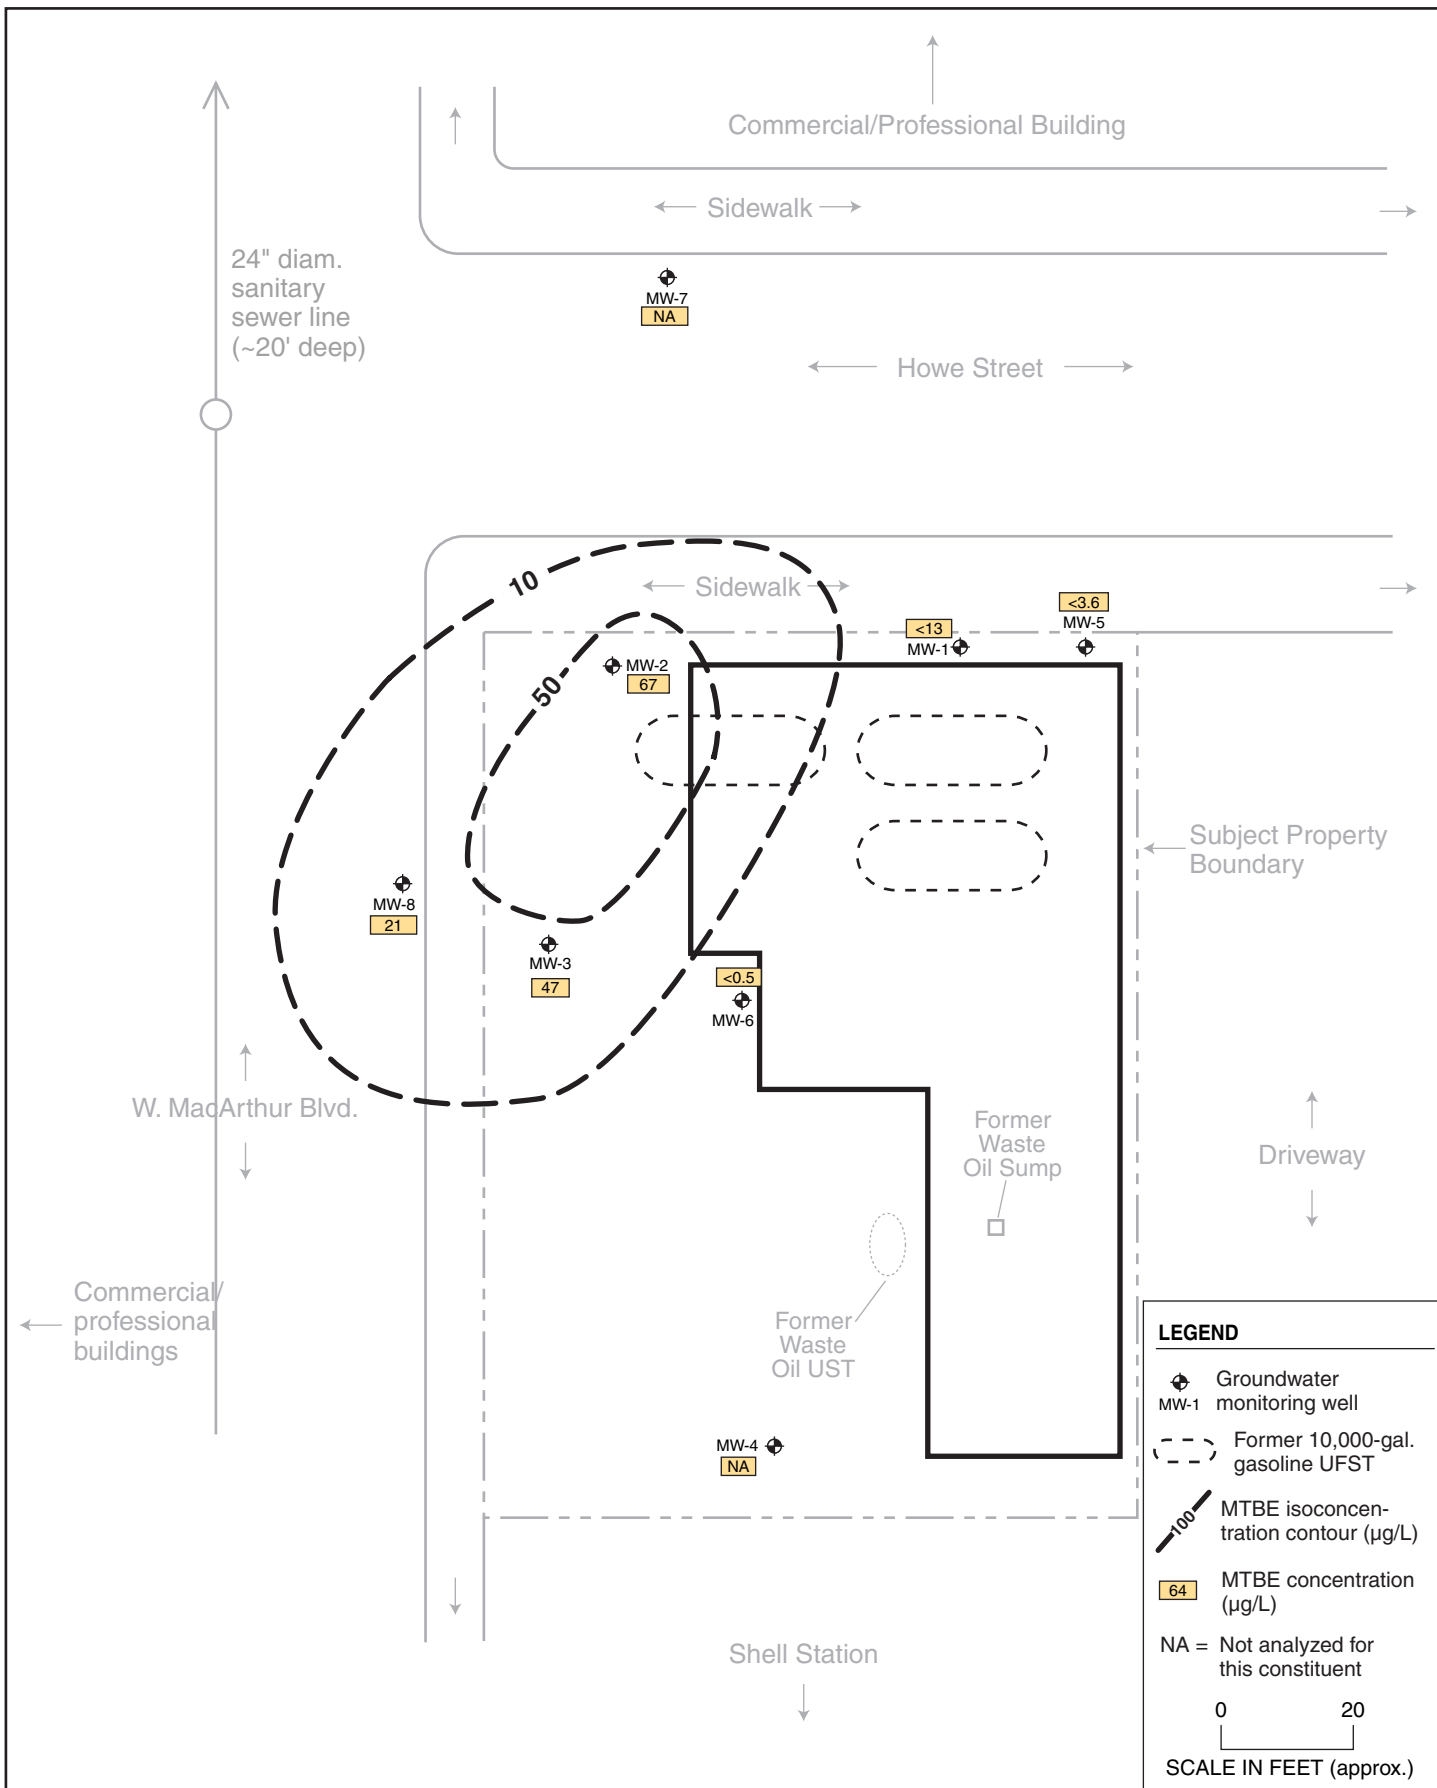 Commercial/Professional Building
Sidewalk
24" diam.
sanitary
sewer line
(~20' deep)
MW-7
NA
Howe Street
10
Sidewalk
<3.6
MW-5
<13
MW-1
MW-2
67
50
Subject Property
Boundary
MW-8
21
MW-3
47
<0.5
MW-6
W. MacArthur Blvd.
Former
Waste
Oil Sump
Driveway
Commercial/
professional
buildings
Former
Waste
Oil UST
MW-4
NA
Shell Station
LEGEND
MW-1
Groundwater
monitoring well
Former 10,000-gal.
gasoline UFST
100
MTBE isoconcen-
tration contour (µg/L)
64
MTBE concentration
(µg/L)
NA = Not analyzed for
this constituent
0 20
SCALE IN FEET (approx.)